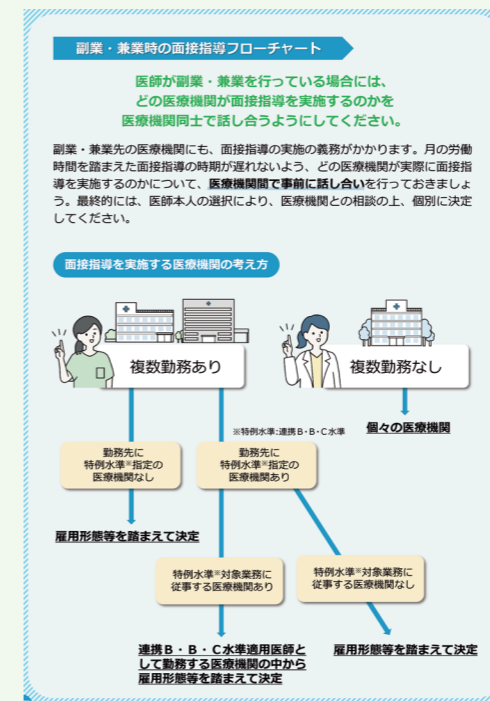 副業・兼業時の面接指導フローチャート
医師が副業・兼業を行っている場合には、
どの医療機関が面接指導を実施するのかを
医療機関同士で話し合うようにしてください。
副業・兼業先の医療機関にも、面接指導の実施の義務がかかります。月の労働
時間を踏まえた面接指導の時期が遅れないよう、どの医療機関が実際に面接指
導を実施するのかについて、医療機関間で事前に話し合いを行っておきましょ
う。最終的には、医師本人の選択により、医療機関との相談の上、個別に決定
してください。
面接指導を実施する医療機関の考え方
複数勤務あり
複数勤務なし
※特例水準:連携B・B・C水準
個々の医療機関
勤務先に
特例水準※指定の
医療機関なし
勤務先に
特例水準※指定の
医療機関あり
雇用形態等を踏まえて決定
特例水準※対象業務に
従事する医療機関あり
特例水準※対象業務に
従事する医療機関なし
連携B・B・C水準適用医師と
して勤務する医療機関の中から
雇用形態等を踏まえて決定
雇用形態等を踏まえて決定